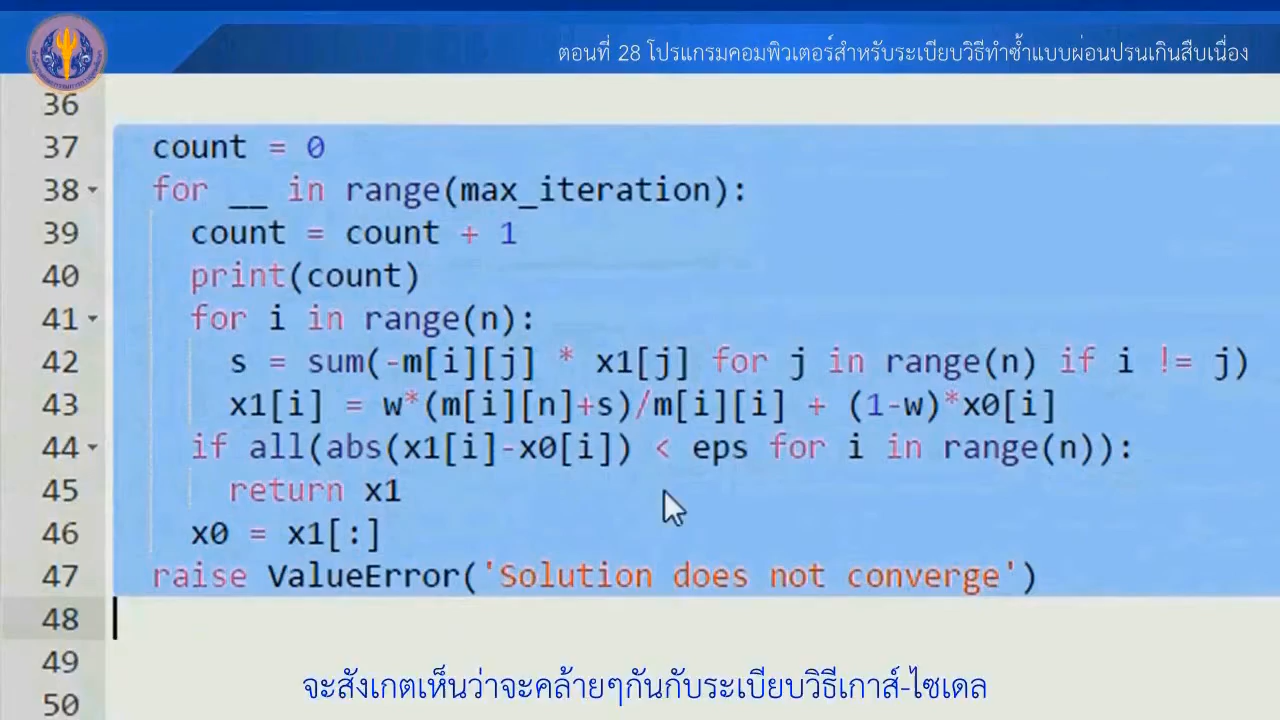 ตอนที่ 28 โปรแกรมคอมพิวเตอร์สำหรับระเบียบวิธีทำซ้ำแบบผ่อนปรนเกินสืบเนื่อง
36
37 count = 0
38 for __ in range(max_iteration):
39 count = count + 1
40 print(count)
41 for i in range(n):
42 s = sum(-m[i][j] * x1[j] for j in range(n) if i != j)
43 x1[i] = w*(m[i][n]+s)/m[i][i] + (1-w)*x0[i]
44 if all(abs(x1[i]-x0[i]) < eps for i in range(n)):
45 return x1
46 x0 = x1[:]
47 raise ValueError('Solution does not converge')
48
49
50
จะสังเกตเห็นว่าจะคล้ายๆกันกับระเบียบวิธีเกาส์-ไซเดล